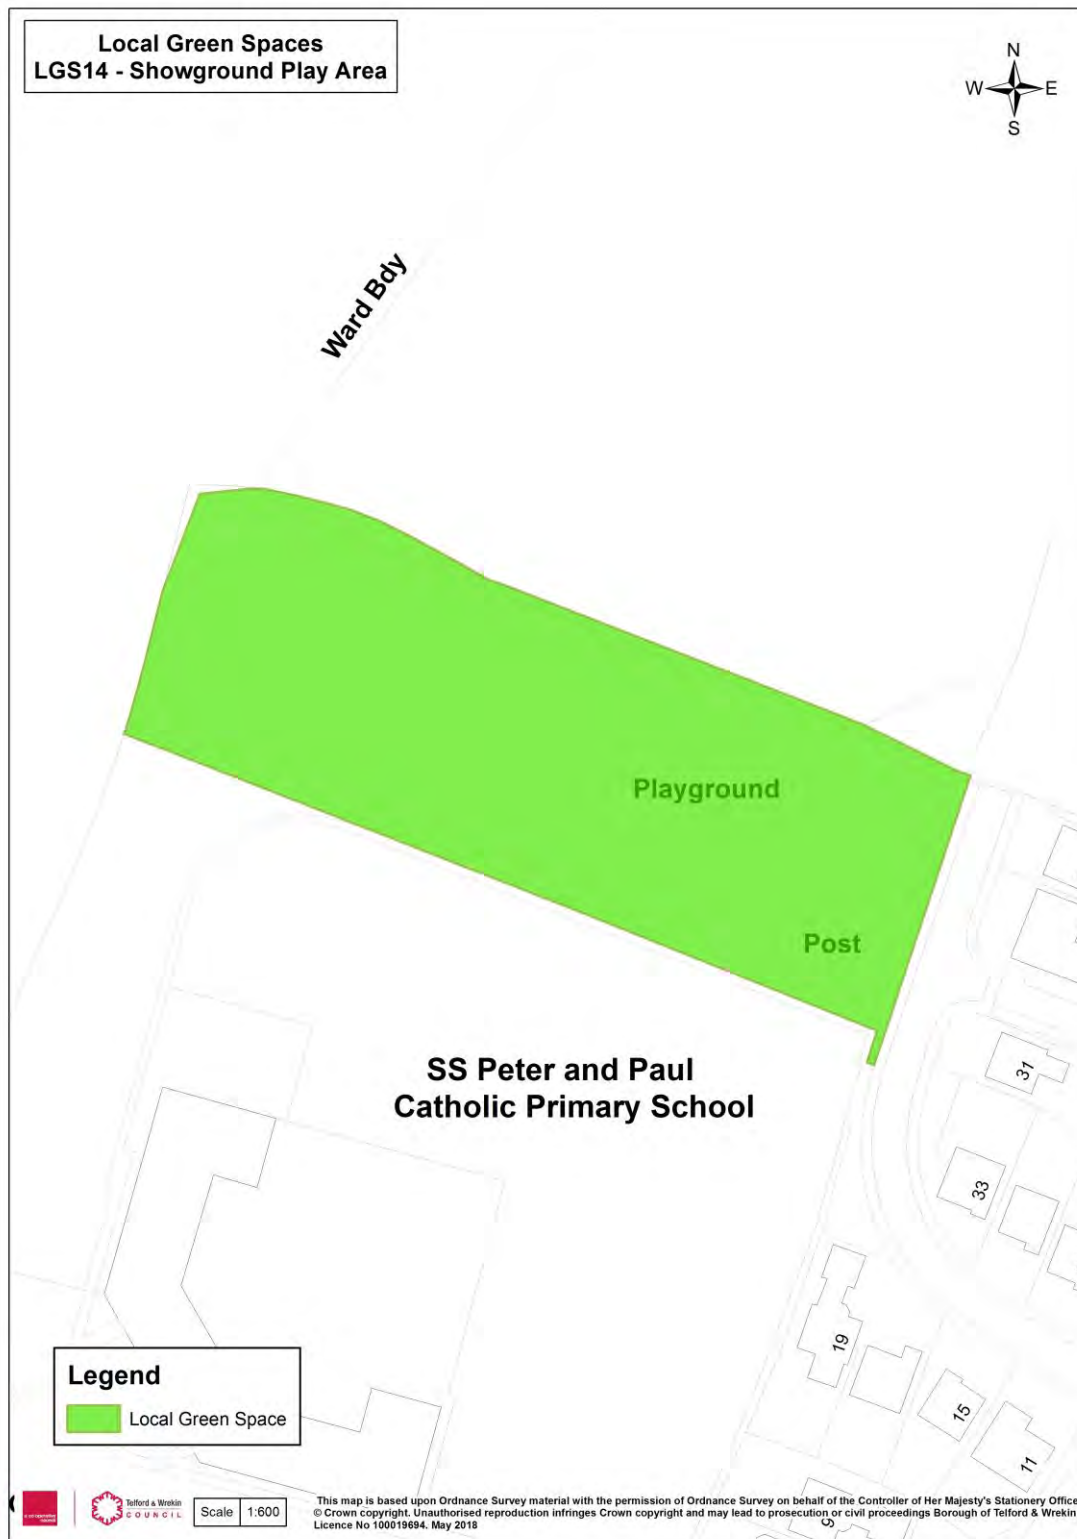 Local Green Spaces
LGS14 - Showground Play Area
N
W E
S
Ward Bdy
Playground
Post
SS Peter and Paul
Catholic Primary School
31
33
19
15
11
9
Legend
Local Green Space
Telford & Wrekin
COUNCIL
Scale 1:600
This map is based upon Ordnance Survey material with the permission of Ordnance Survey on behalf of the Controller of Her Majesty's Stationery Office
© Crown copyright. Unauthorised reproduction infringes Crown copyright and may lead to prosecution or civil proceedings Borough of Telford & Wrekin
Licence No 100019694. May 2018